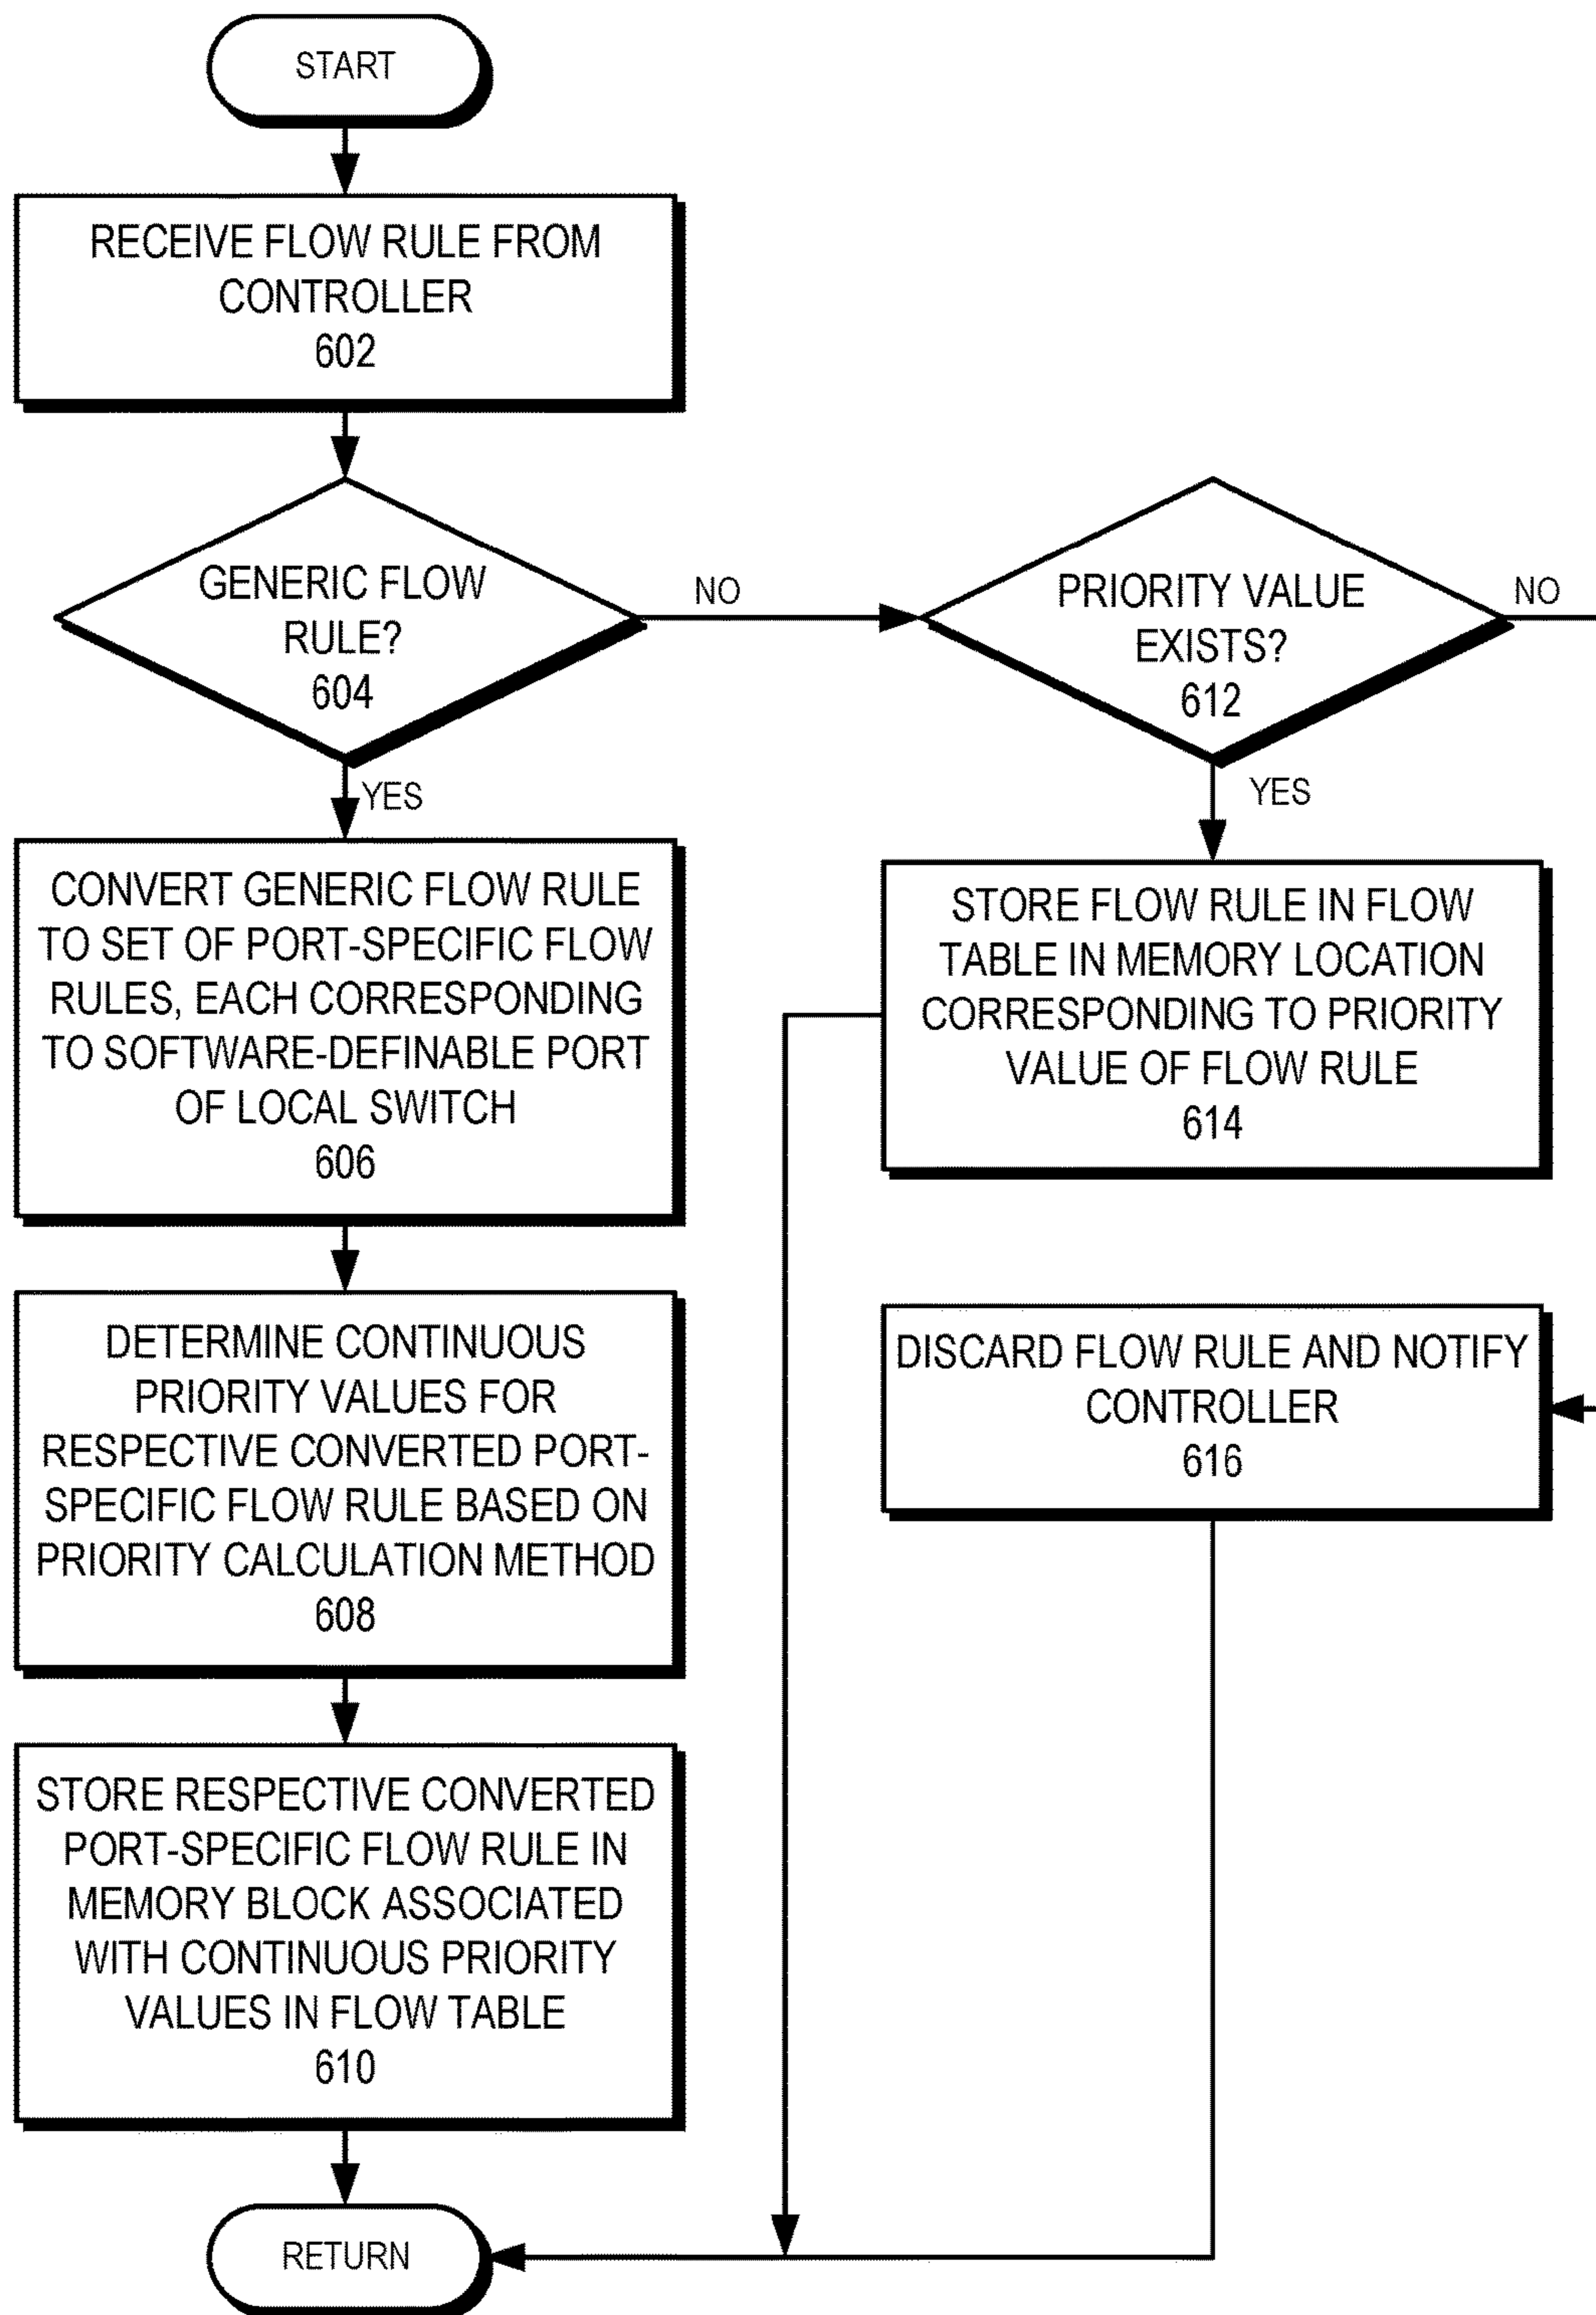 START
RECEIVE FLOW RULE FROM
CONTROLLER
602
GENERIC FLOW
RULE?
604
NO
PRIORITY VALUE
EXISTS?
612
NO
YES
YES
CONVERT GENERIC FLOW RULE
TO SET OF PORT-SPECIFIC FLOW
RULES, EACH CORRESPONDING
TO SOFTWARE-DEFINABLE PORT
OF LOCAL SWITCH
606
STORE FLOW RULE IN FLOW
TABLE IN MEMORY LOCATION
CORRESPONDING TO PRIORITY
VALUE OF FLOW RULE
614
DETERMINE CONTINUOUS
PRIORITY VALUES FOR
RESPECTIVE CONVERTED PORT-
SPECIFIC FLOW RULE BASED ON
PRIORITY CALCULATION METHOD
608
DISCARD FLOW RULE AND NOTIFY
CONTROLLER
616
STORE RESPECTIVE CONVERTED
PORT-SPECIFIC FLOW RULE IN
MEMORY BLOCK ASSOCIATED
WITH CONTINUOUS PRIORITY
VALUES IN FLOW TABLE
610
RETURN